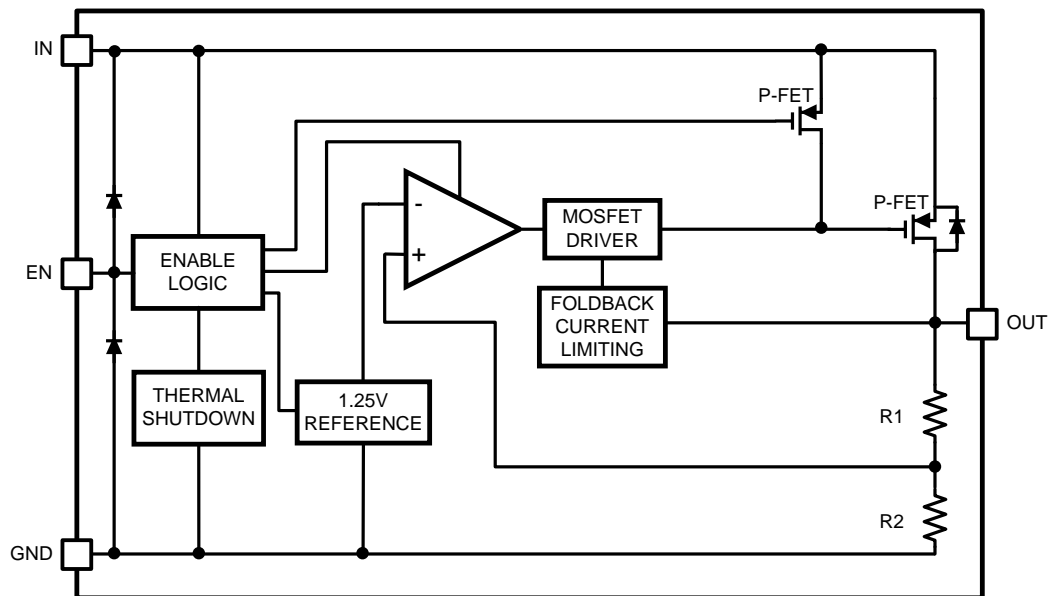 IN
P-FET
P-FET
-
+
MOSFET
DRIVER
EN
ENABLE
LOGIC
FOLDBACK
CURRENT
LIMITING
OUT
THERMAL
SHUTDOWN
1.25V
REFERENCE
R1
R2
GND